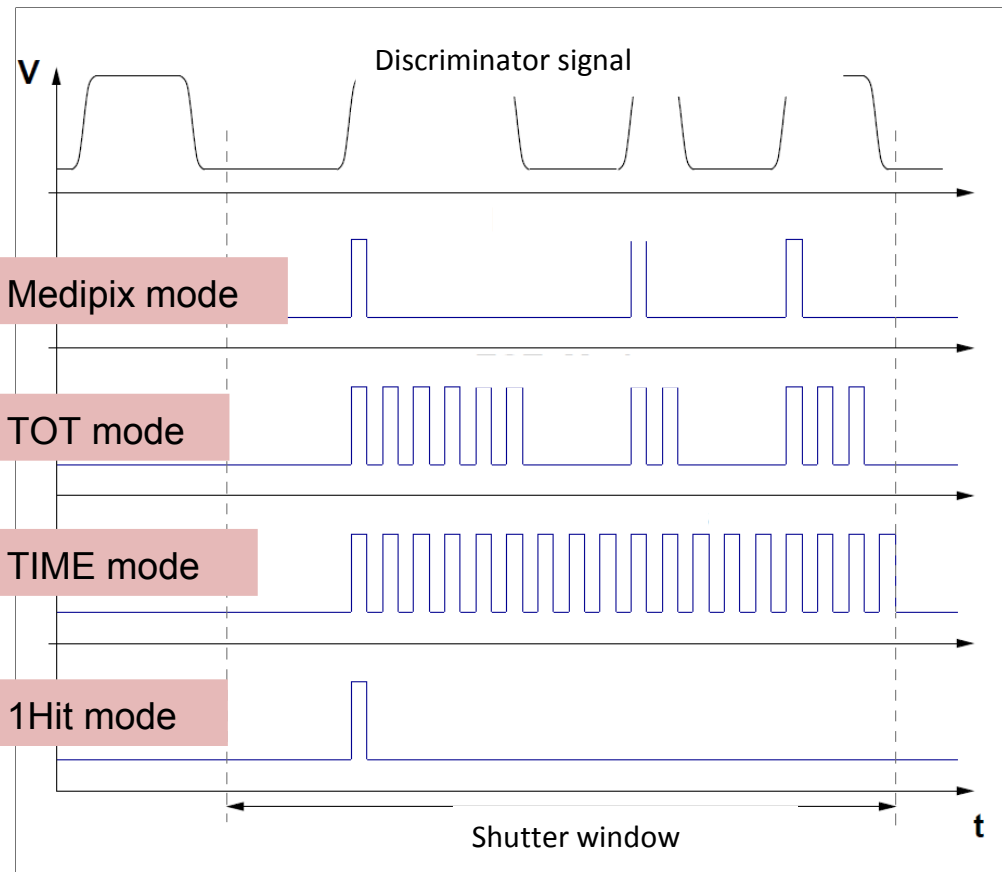 Discriminator signal
V
Medipix mode
TOT mode
TIME mode
1Hit mode
Shutter window
t